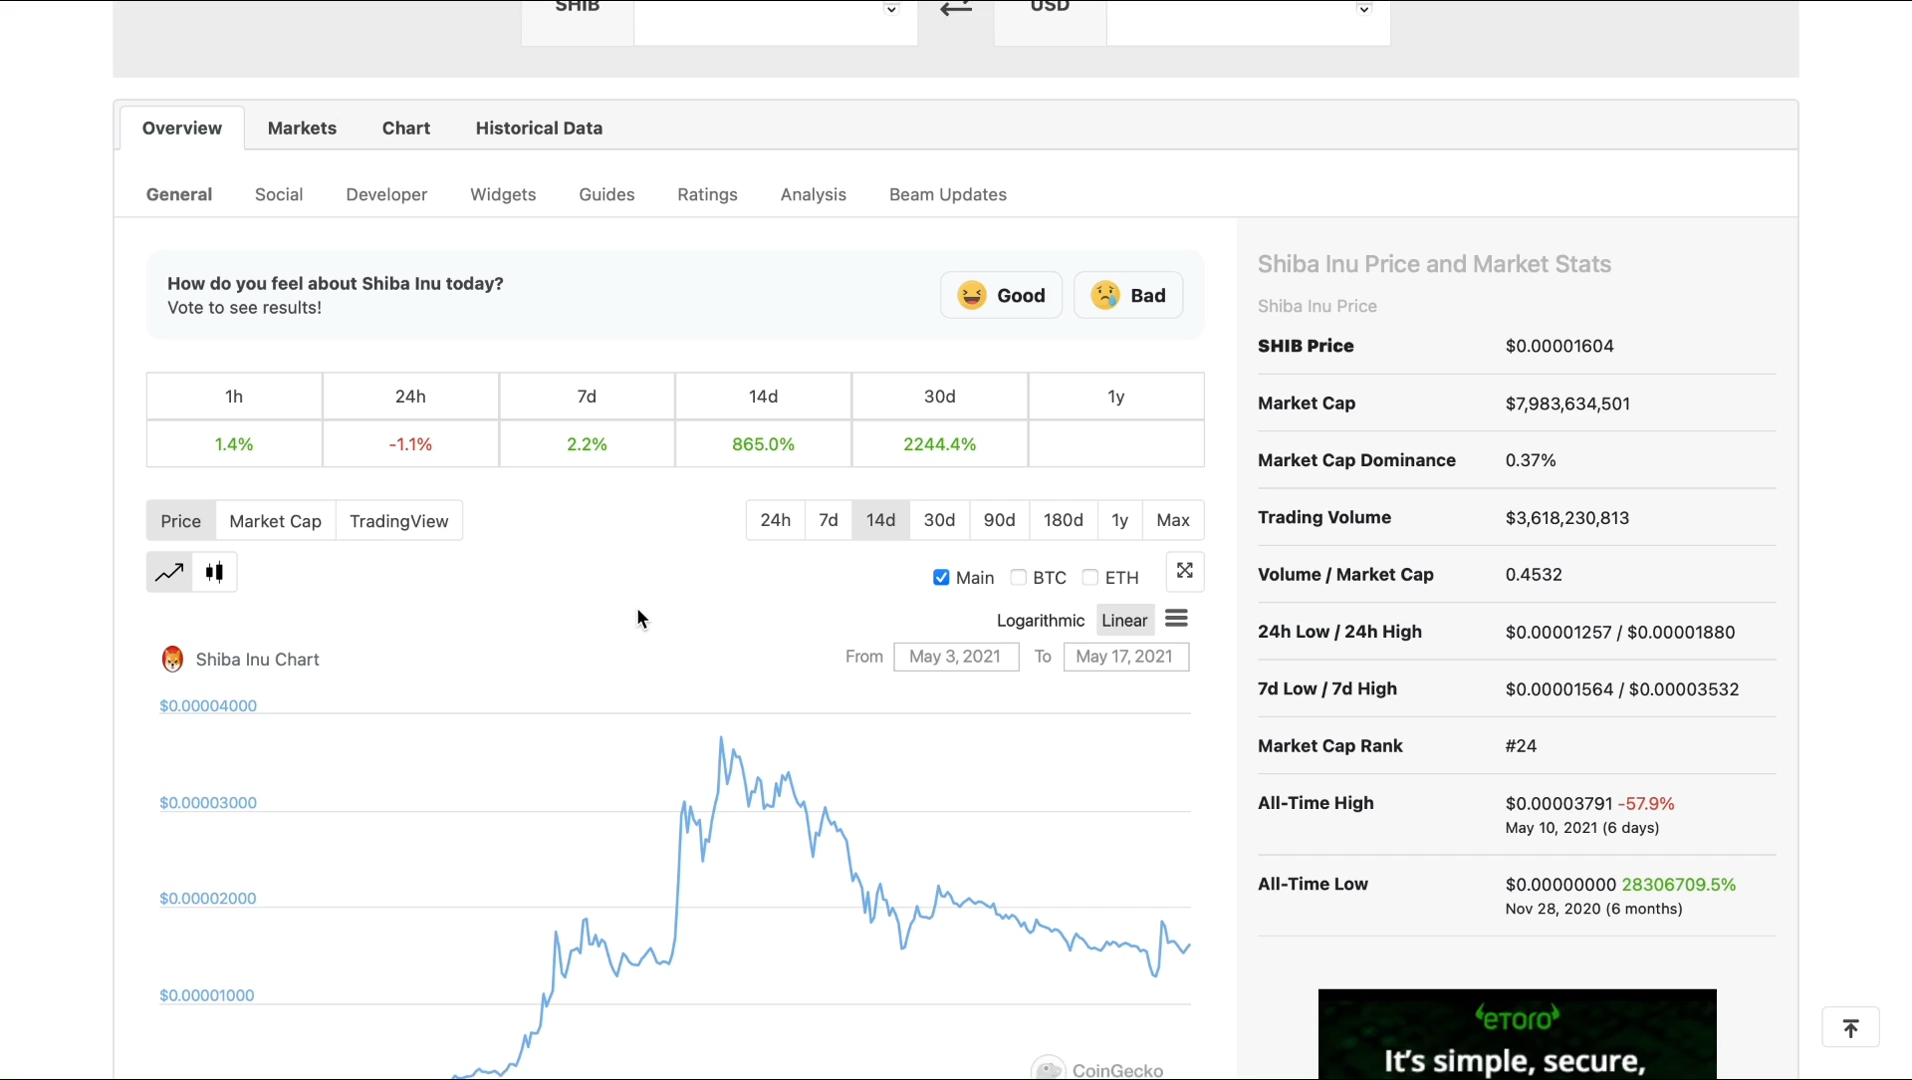 SHIB
USD
Overview Markets Chart Historical Data
General Social Developer Widgets Guides Ratings Analysis Beam Updates
How do you feel about Shiba Inu today?
Vote to see results!
Good Bad
1h 24h 7d 14d 30d 1y
1.4% -1.1% 2.2% 865.0% 2244.4%
Price Market Cap TradingView
24h 7d 14d 30d 90d 180d 1y Max
Main BTC ETH
Logarithmic Linear
Shiba Inu Chart
From May 3, 2021 To May 17, 2021
$0.00004000
$0.00003000
$0.00002000
$0.00001000
CoinGecko
Shiba Inu Price and Market Stats
Shiba Inu Price
SHIB Price $0.00001604
Market Cap $7,983,634,501
Market Cap Dominance 0.37%
Trading Volume $3,618,230,813
Volume / Market Cap 0.4532
24h Low / 24h High $0.00001257 / $0.00001880
7d Low / 7d High $0.00001564 / $0.00003532
Market Cap Rank #24
All-Time High $0.00003791 -57.9%
May 10, 2021 (6 days)
All-Time Low $0.00000000 28306709.5%
Nov 28, 2020 (6 months)
eToro
It's simple, secure,